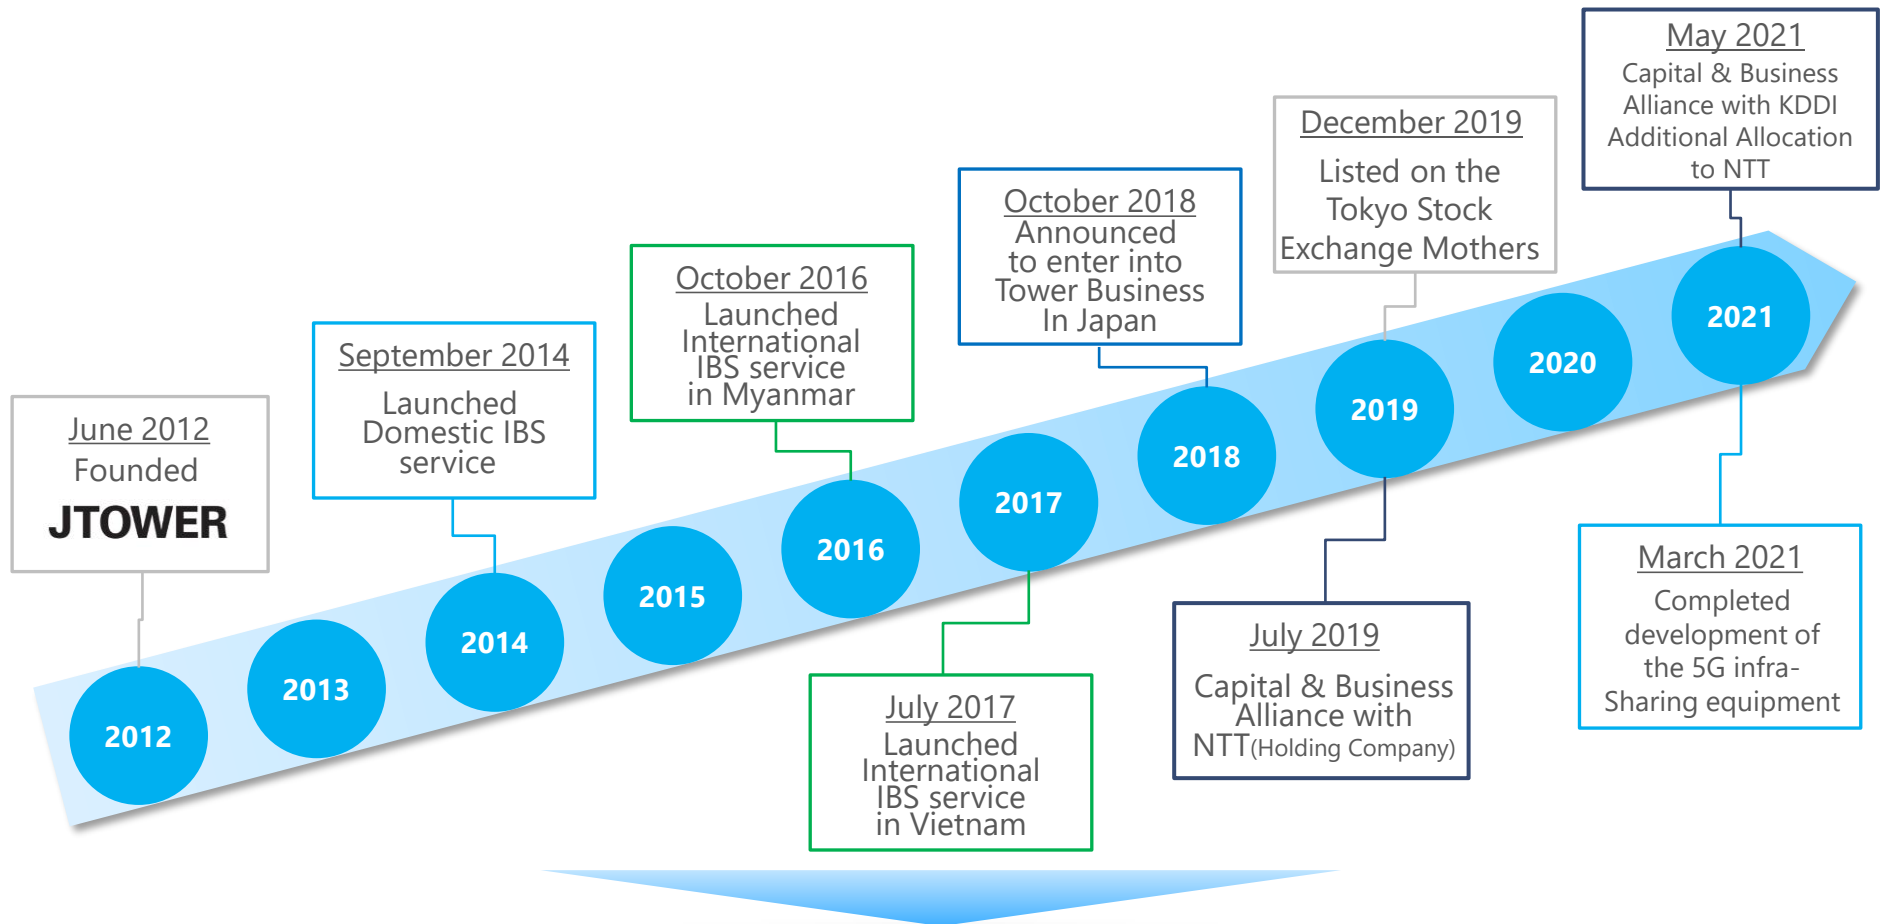 May 2021
Capital & Business
Alliance with KDDI
Additional Allocation
to NTT
December 2019
Listed on the
Tokyo Stock
Exchange Mothers
October 2018
Announced
to enter into
Tower Business
In Japan
October 2016
Launched
International
IBS service
in Myanmar
September 2014
Launched
Domestic IBS
service
June 2012
Founded
JTOWER
2012
2013
2014
2015
2016
2017
2018
2019
2020
2021
July 2017
Launched
International
IBS service
in Vietnam
July 2019
Capital & Business
Alliance with
NTT(Holding Company)
March 2021
Completed
development of
the 5G infra-
Sharing equipment